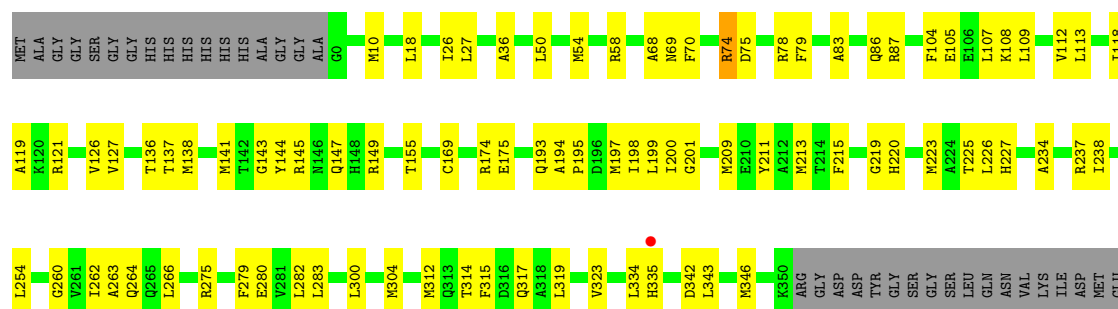 MET ALA GLY GLY SER GLY GLY HIS HIS HIS HIS HIS HIS ALA GLY GLY ALA G0 M10 L18 I26 L27 A36 L50 M54 R58 A68 N69 F70 R74 D75 R78 F79 A83 Q86 R87 F104 E105 E106 L107 K108 L109 V112 L113
A119 K120 R121 V126 V127 T136 T137 M138 M141 T142 G143 Y144 R145 N146 Q147 H148 R149 T155 C169 R174 E175 Q193 A194 P195 D196 M197 I198 L199 I200 G201 M209 E210 Y211 A212 M213 T214 F215 G219 H220 M223 A224 T225 L226 H227 A234 R237 I238
L254 G260 V261 I262 A263 Q264 Q265 L266 R275 F279 E280 V281 L282 L283 L300 M304 M312 Q313 T314 F315 D316 Q317 A318 L319 V323 L334 H335 D342 L343 M346 K350 ARG GLY ASP ASP TYR GLY SER GLY SER LEU GLN ASN VAL LYS ILE ASP MET